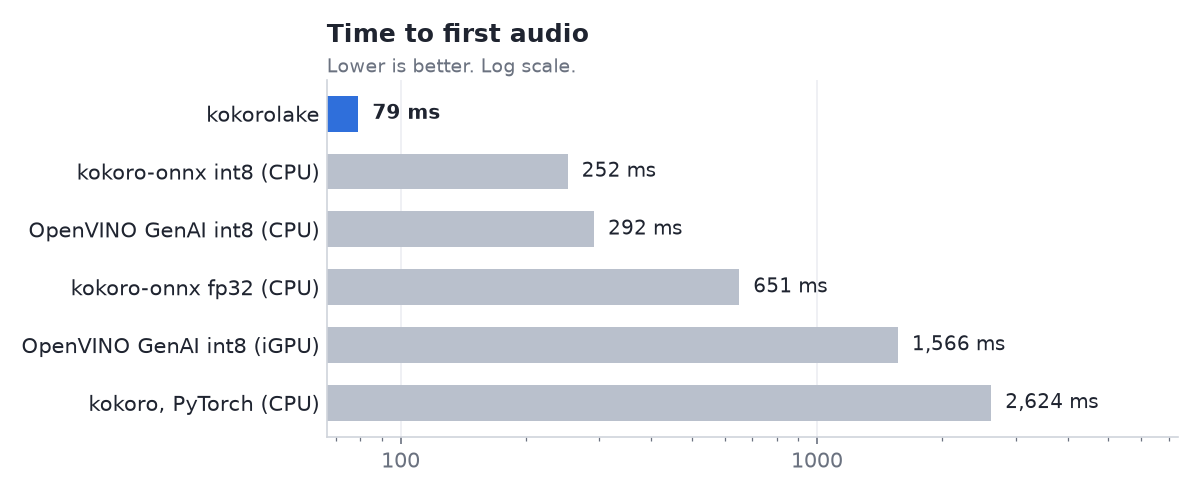 Time to first audio
Lower is better. Log scale.
kokorolake 79 ms
kokoro-onnx int8 (CPU) 252 ms
OpenVINO GenAI int8 (CPU) 292 ms
kokoro-onnx fp32 (CPU) 651 ms
OpenVINO GenAI int8 (iGPU) 1,566 ms
kokoro, PyTorch (CPU) 2,624 ms
100 1000